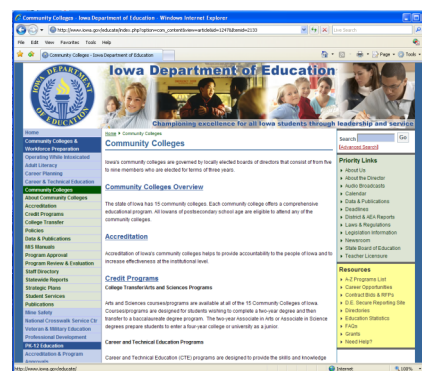 Community Colleges - Iowa Department of Education - Windows Internet Explorer
http://www.iowa.gov/educate/index.php?option=com_content&view=article&id=1247&Itemid=2133
Live Search
File Edit View Favorites Tools Help
Community Colleges - Iowa Department of Education
Page
Tools
Iowa Department of Education
IOWA DEPARTMENT OF EDUCATION
Championing excellence for all Iowa students through leadership and service
Home
Community Colleges &
Workforce Preparation
Operating While Intoxicated
Adult Literacy
Career Planning
Career & Technical Education
Community Colleges
About Community Colleges
Accreditation
Credit Programs
College Transfer
Policies
Data & Publications
MIS Manuals
Program Approval
Program Review & Evaluation
Staff Directory
Statewide Reports
Strategic Plans
Student Services
Publications
Mine Safety
National Crosswalk Service Ctr
Veteran & Military Education
Professional Development
PK-12 Education
Accreditation & Program
Approvals
Home Community Colleges
Community Colleges
Iowa's community colleges are governed by locally elected boards of directors that consist of from five
to nine members who are elected for terms of three years.
Community Colleges Overview
The state of Iowa has 15 community colleges. Each community college offers a comprehensive
educational program. All Iowans of postsecondary school age are eligible to attend any of the
community colleges.
Accreditation
Accreditation of Iowa's community colleges helps to provide accountability to the people of Iowa and to
increase effectiveness at the institutional level.
Credit Programs
College Transfer/Arts and Sciences Programs
Arts and Sciences courses/programs are available at all of the 15 Community Colleges of Iowa.
Courses/programs are designed for students wishing to complete a two-year degree and then
transfer to a baccalaureate degree program. The two-year Associate in Arts or Associate in Science
degrees prepare students to enter a four-year college or university as a junior.
Career and Technical Education Programs
Career and Technical Education (CTE) programs are designed to provide the skills and knowledge
Search Go
[Advanced Search]
Priority Links
About Us
About the Director
Audio Broadcasts
Calendar
Data & Publications
Deadlines
District & AEA Reports
Laws & Regulations
Legislation Information
Newsroom
State Board of Education
Teacher Licensure
Resources
A-Z Programs List
Career Opportunities
Contract Bids & RFPs
D.E. Secure Reporting Site
Directories
Education Statistics
FAQs
Grants
Need Help?
http://www.iowa.gov/educate/
Internet
100%